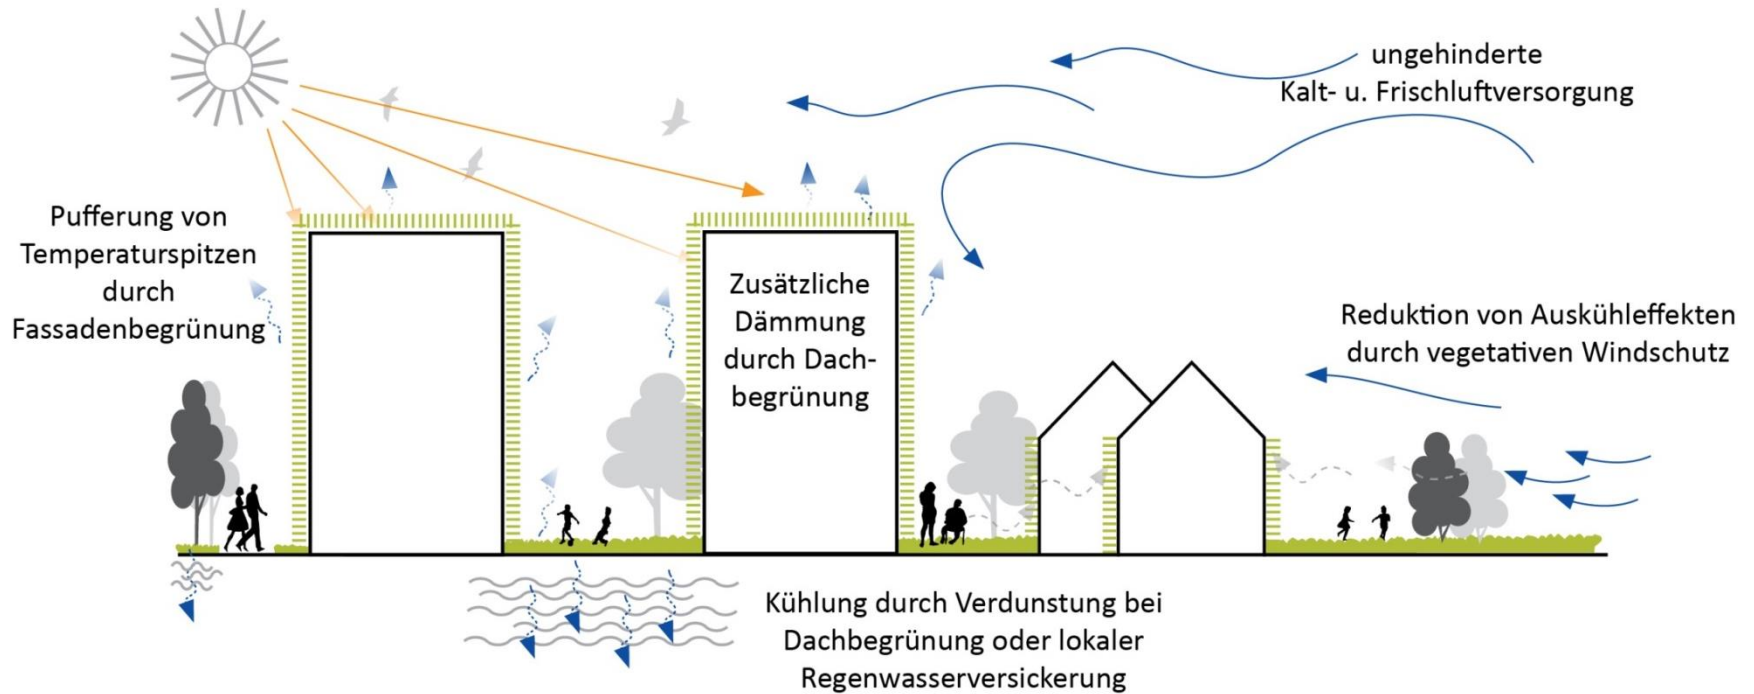 ungehinderte
Kalt- u. Frischluftversorgung
Pufferung von
Temperaturspitzen
durch
Fassadenbegrünung
Zusätzliche
Dämmung
durch Dach-
begrünung
Reduktion von Auskühleffekten
durch vegetativen Windschutz
Kühlung durch Verdunstung bei
Dachbegrünung oder lokaler
Regenwasserversickerung